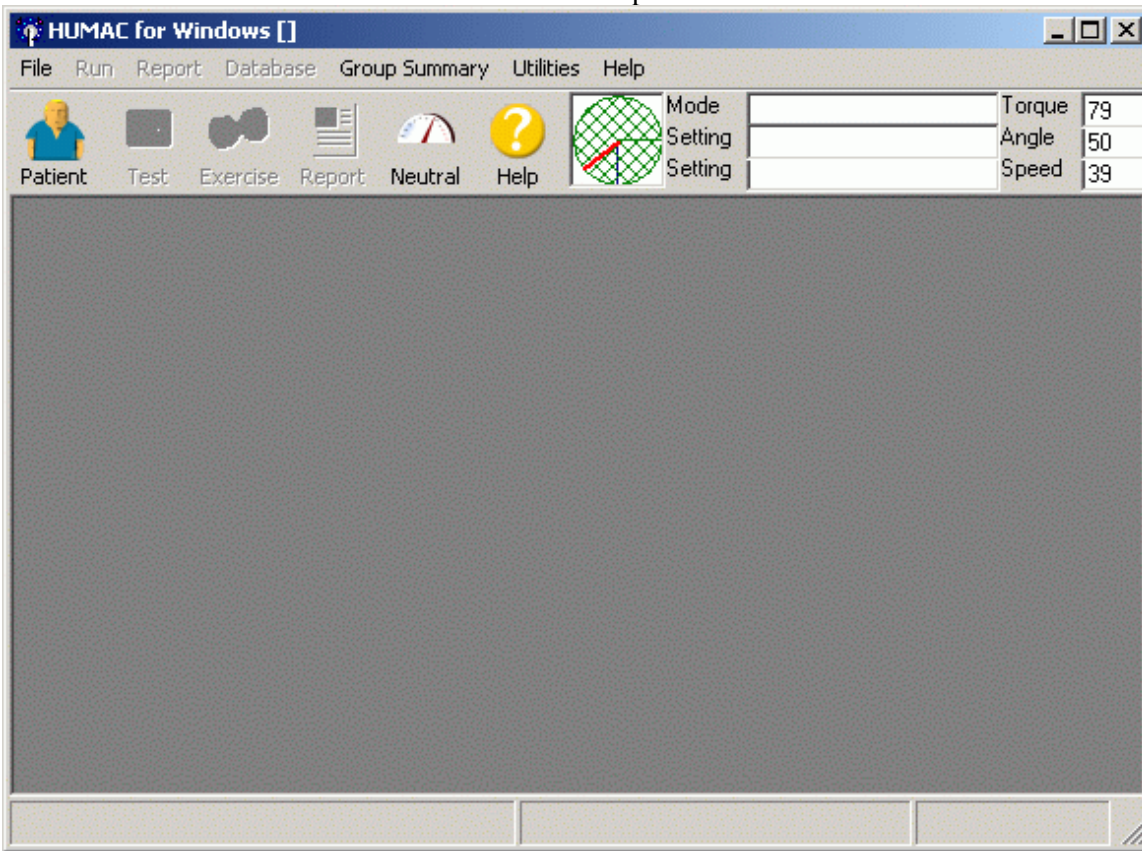 HUMAC for Windows []
File Run Report Database Group Summary Utilities Help
Mode Torque 79
Setting Angle 50
Setting Speed 39
Patient Test Exercise Report Neutral Help